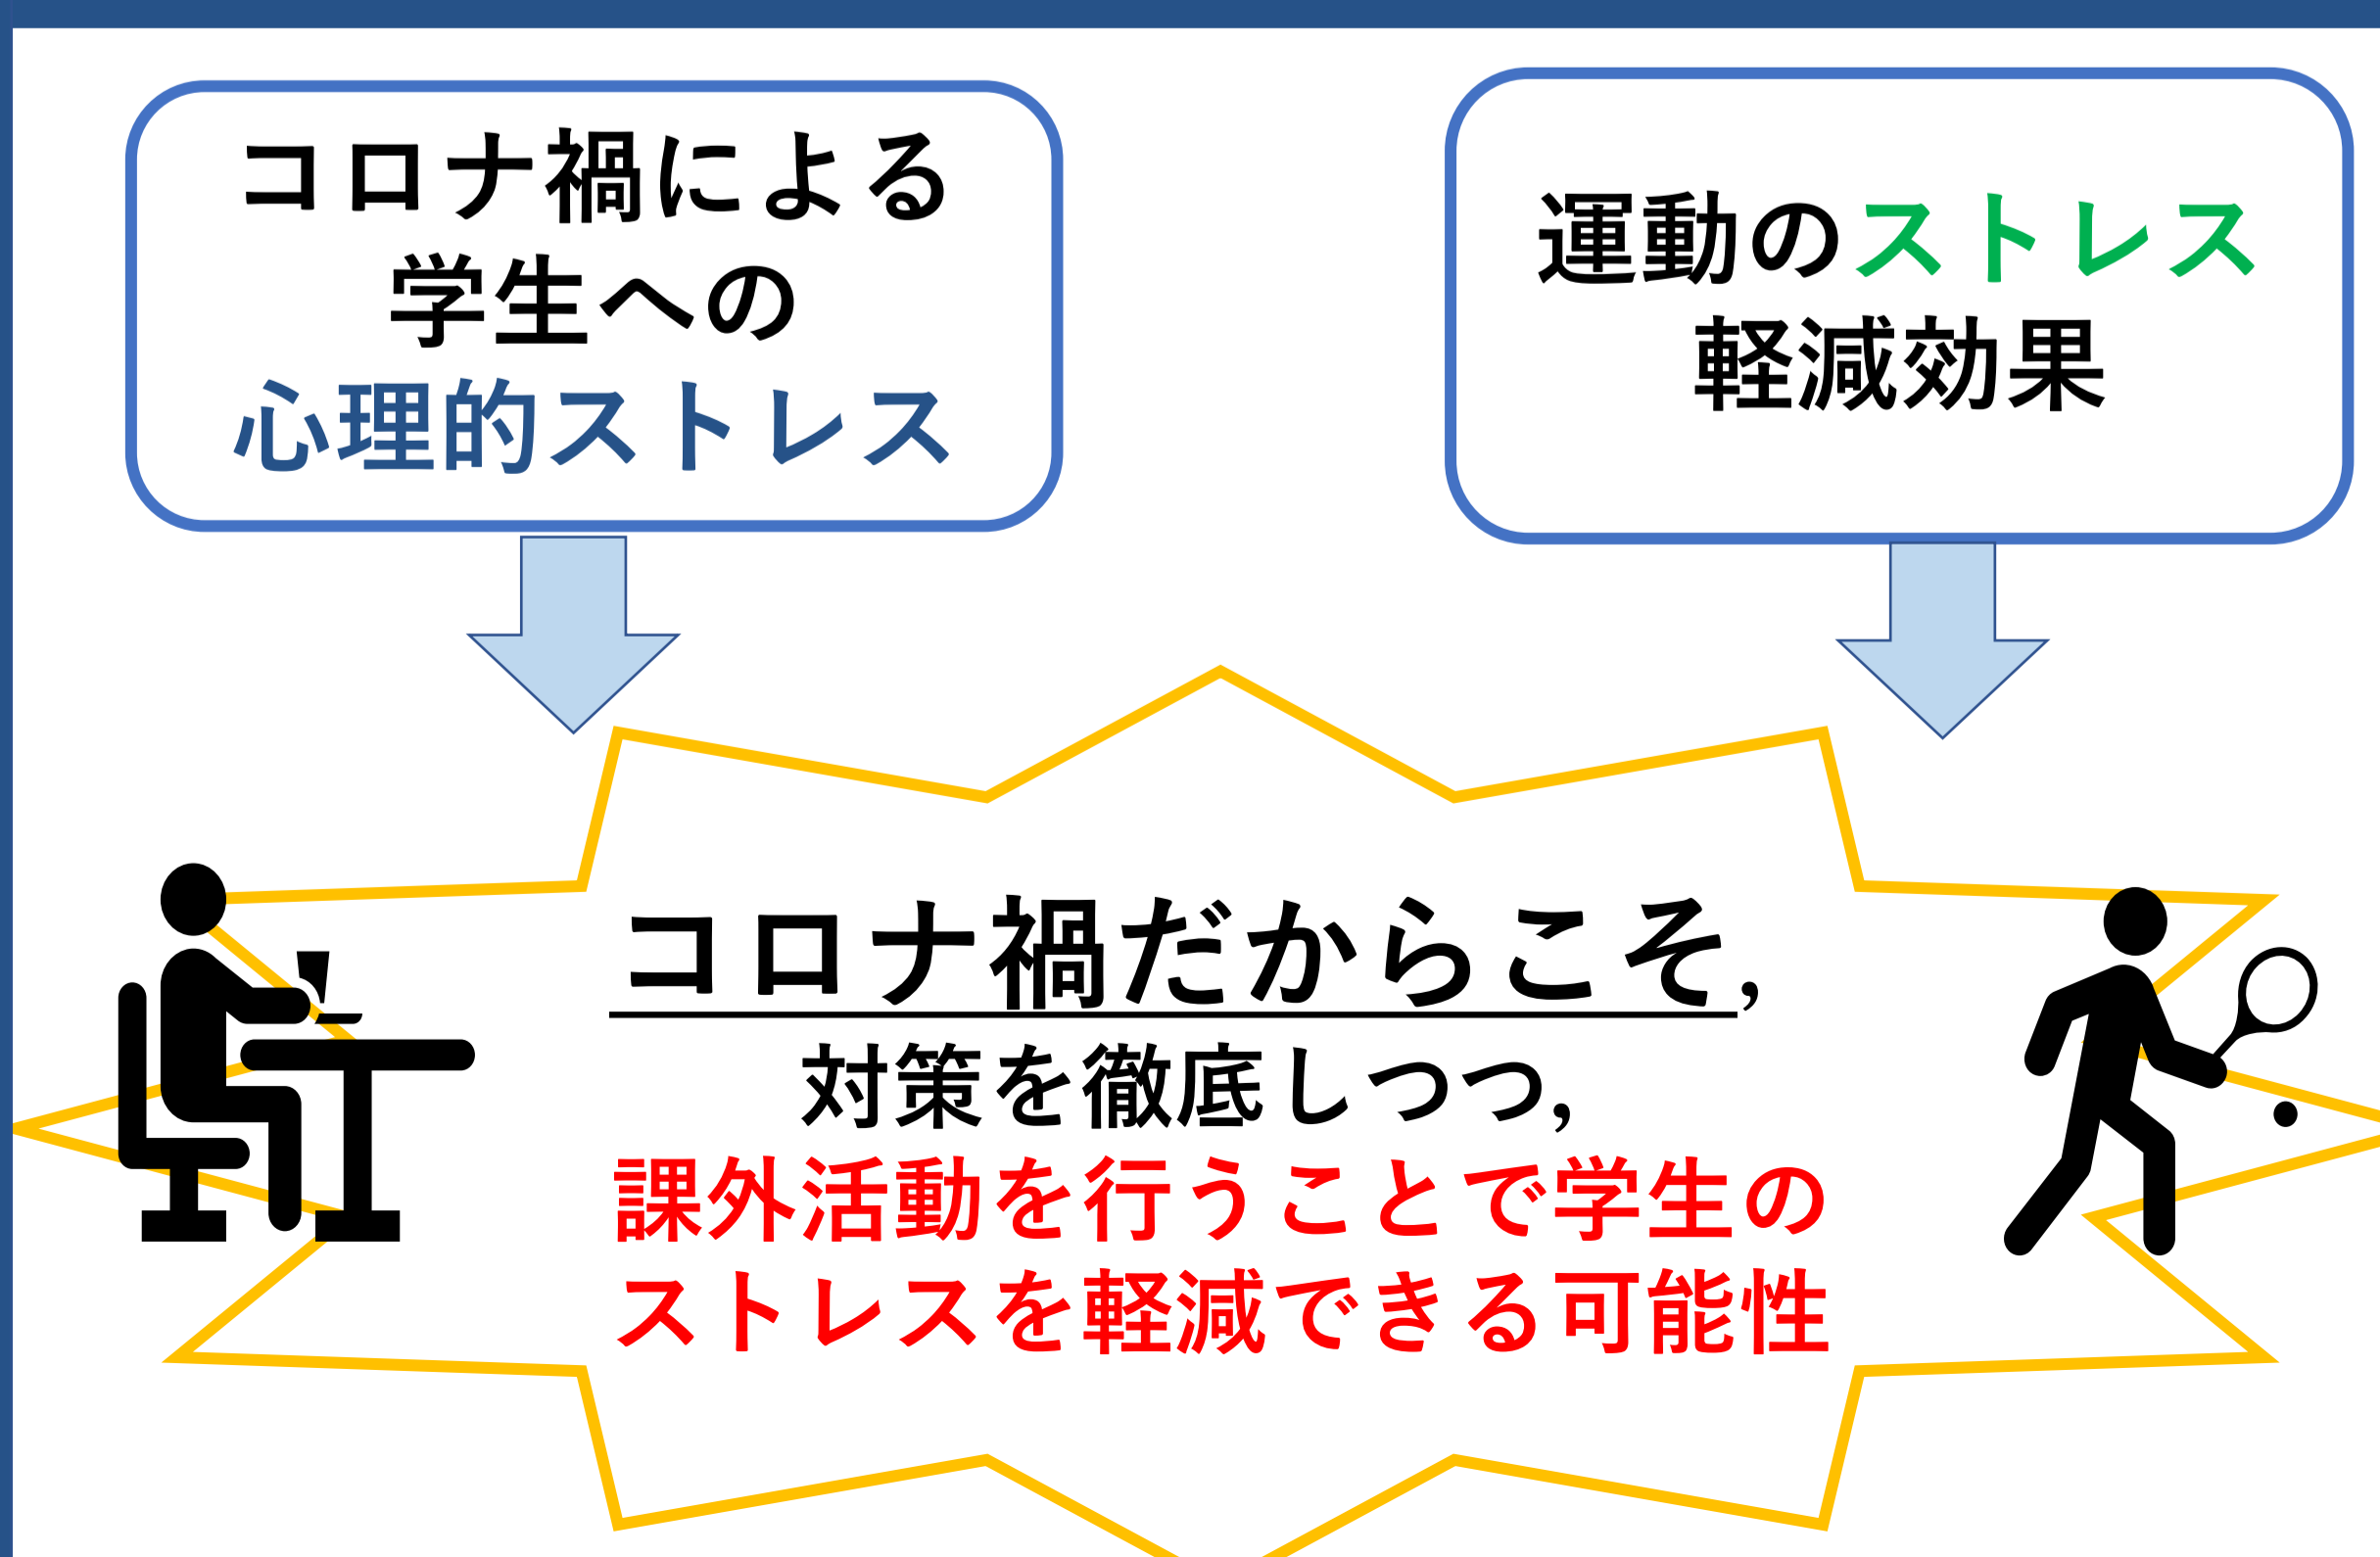 コロナ禍による
学生への
心理的ストレス
運動のストレス
軽減効果
コロナ禍だからこそ,
対策を徹底しつつ,
課外活動を行うことで学生の
ストレスを軽減できる可能性